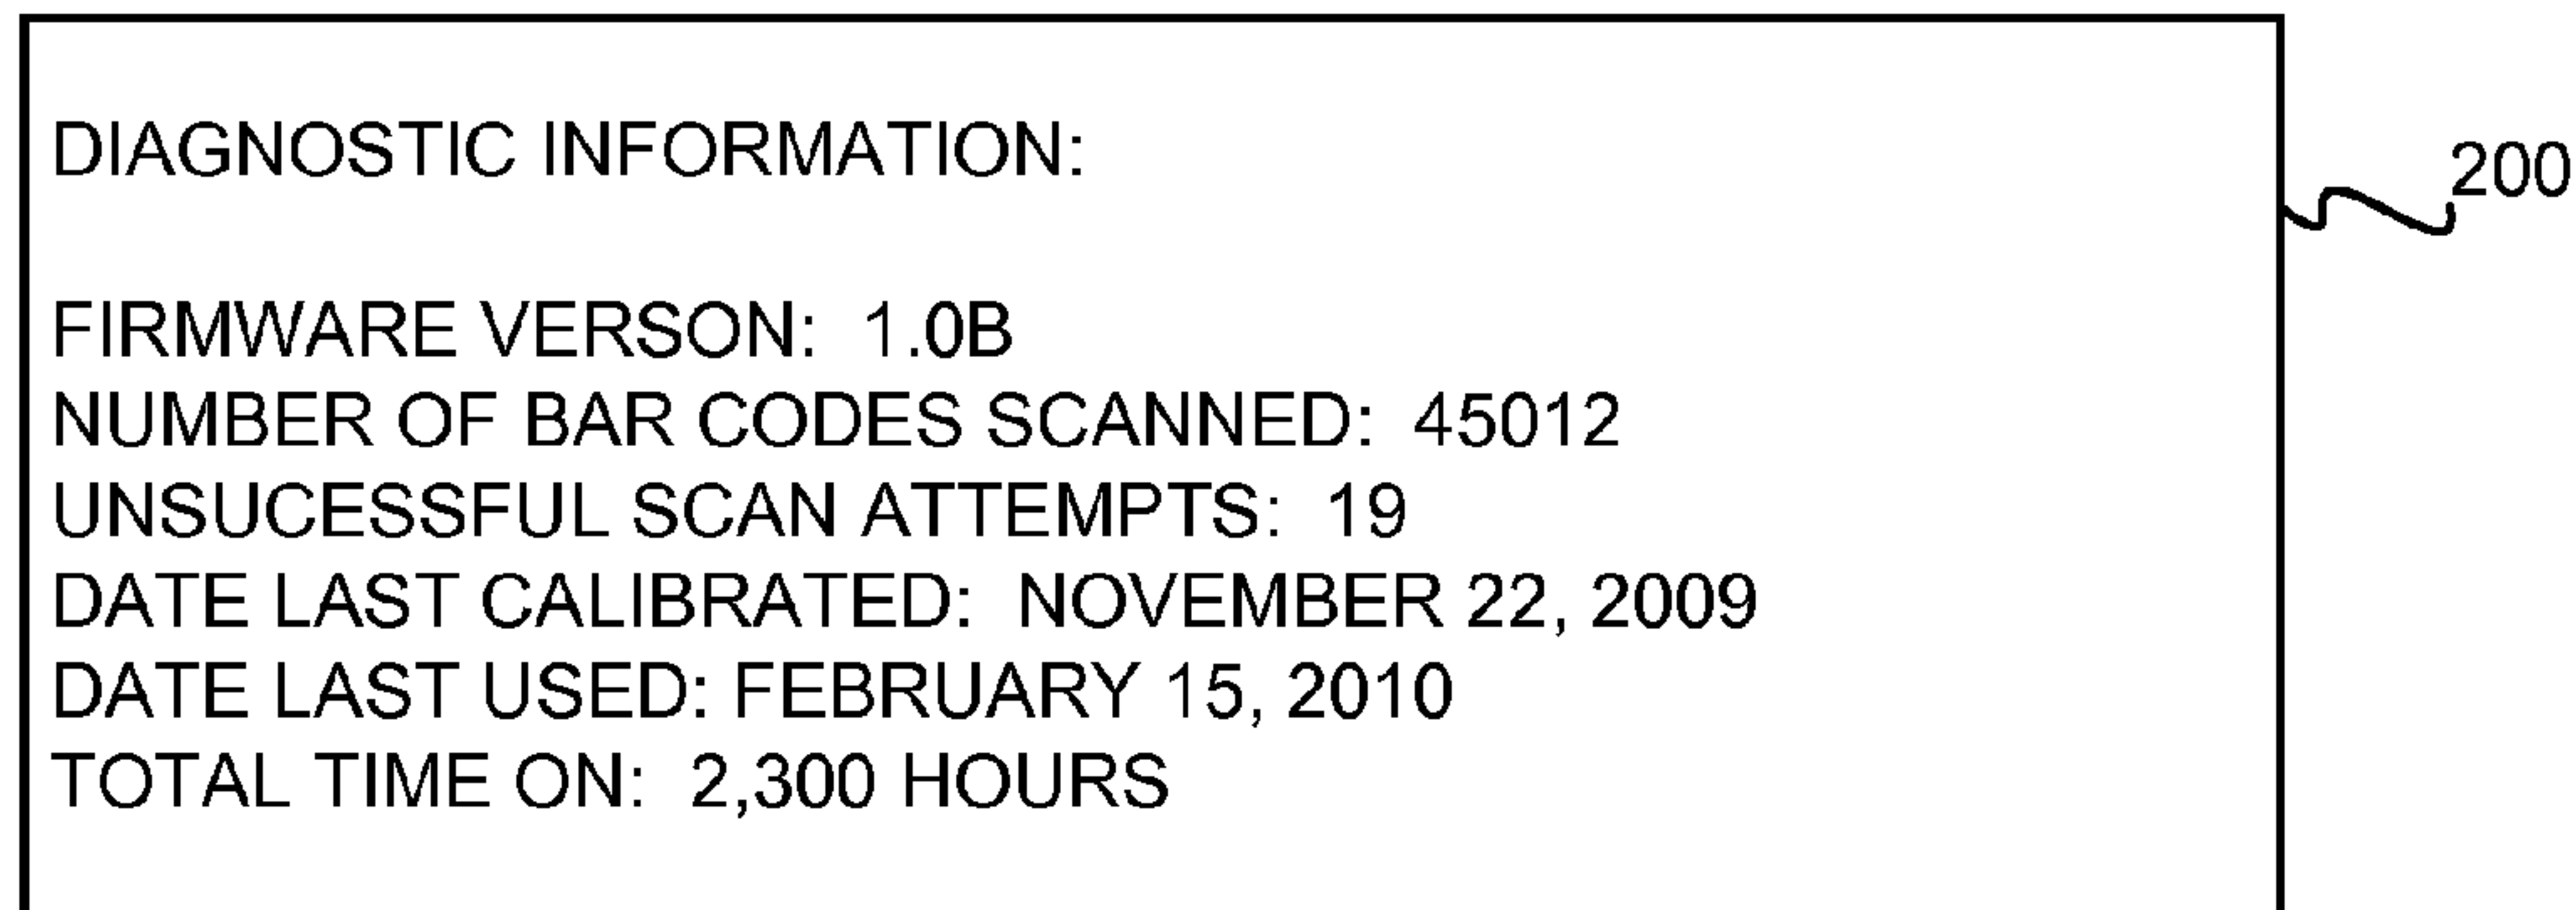 DIAGNOSTIC INFORMATION:
200
FIRMWARE VERSON: 1.0B
NUMBER OF BAR CODES SCANNED: 45012
UNSUCESSFUL SCAN ATTEMPTS: 19
DATE LAST CALIBRATED: NOVEMBER 22, 2009
DATE LAST USED: FEBRUARY 15, 2010
TOTAL TIME ON: 2,300 HOURS